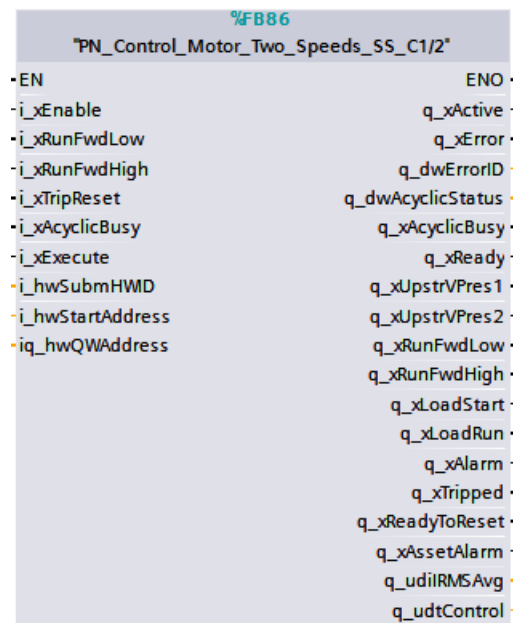 %FB86
"PN_Control_Motor_Two_Speeds_SS_C1/2"
EN ENO
i_xEnable q_xActive
i_xRunFwdLow q_xError
i_xRunFwdHigh q_dwErrorID
i_xTripReset q_dwAcyclicStatus
i_xAcyclicBusy q_xAcyclicBusy
i_xExecute q_xReady
i_hwSubmHWID q_xUpstrVPres1
i_hwStartAddress q_xUpstrVPres2
iq_hwQWAddress q_xRunFwdLow
q_xRunFwdHigh
q_xLoadStart
q_xLoadRun
q_xAlarm
q_xTripped
q_xReadyToReset
q_xAssetAlarm
q_udiIRMSAvg
q_udtControl